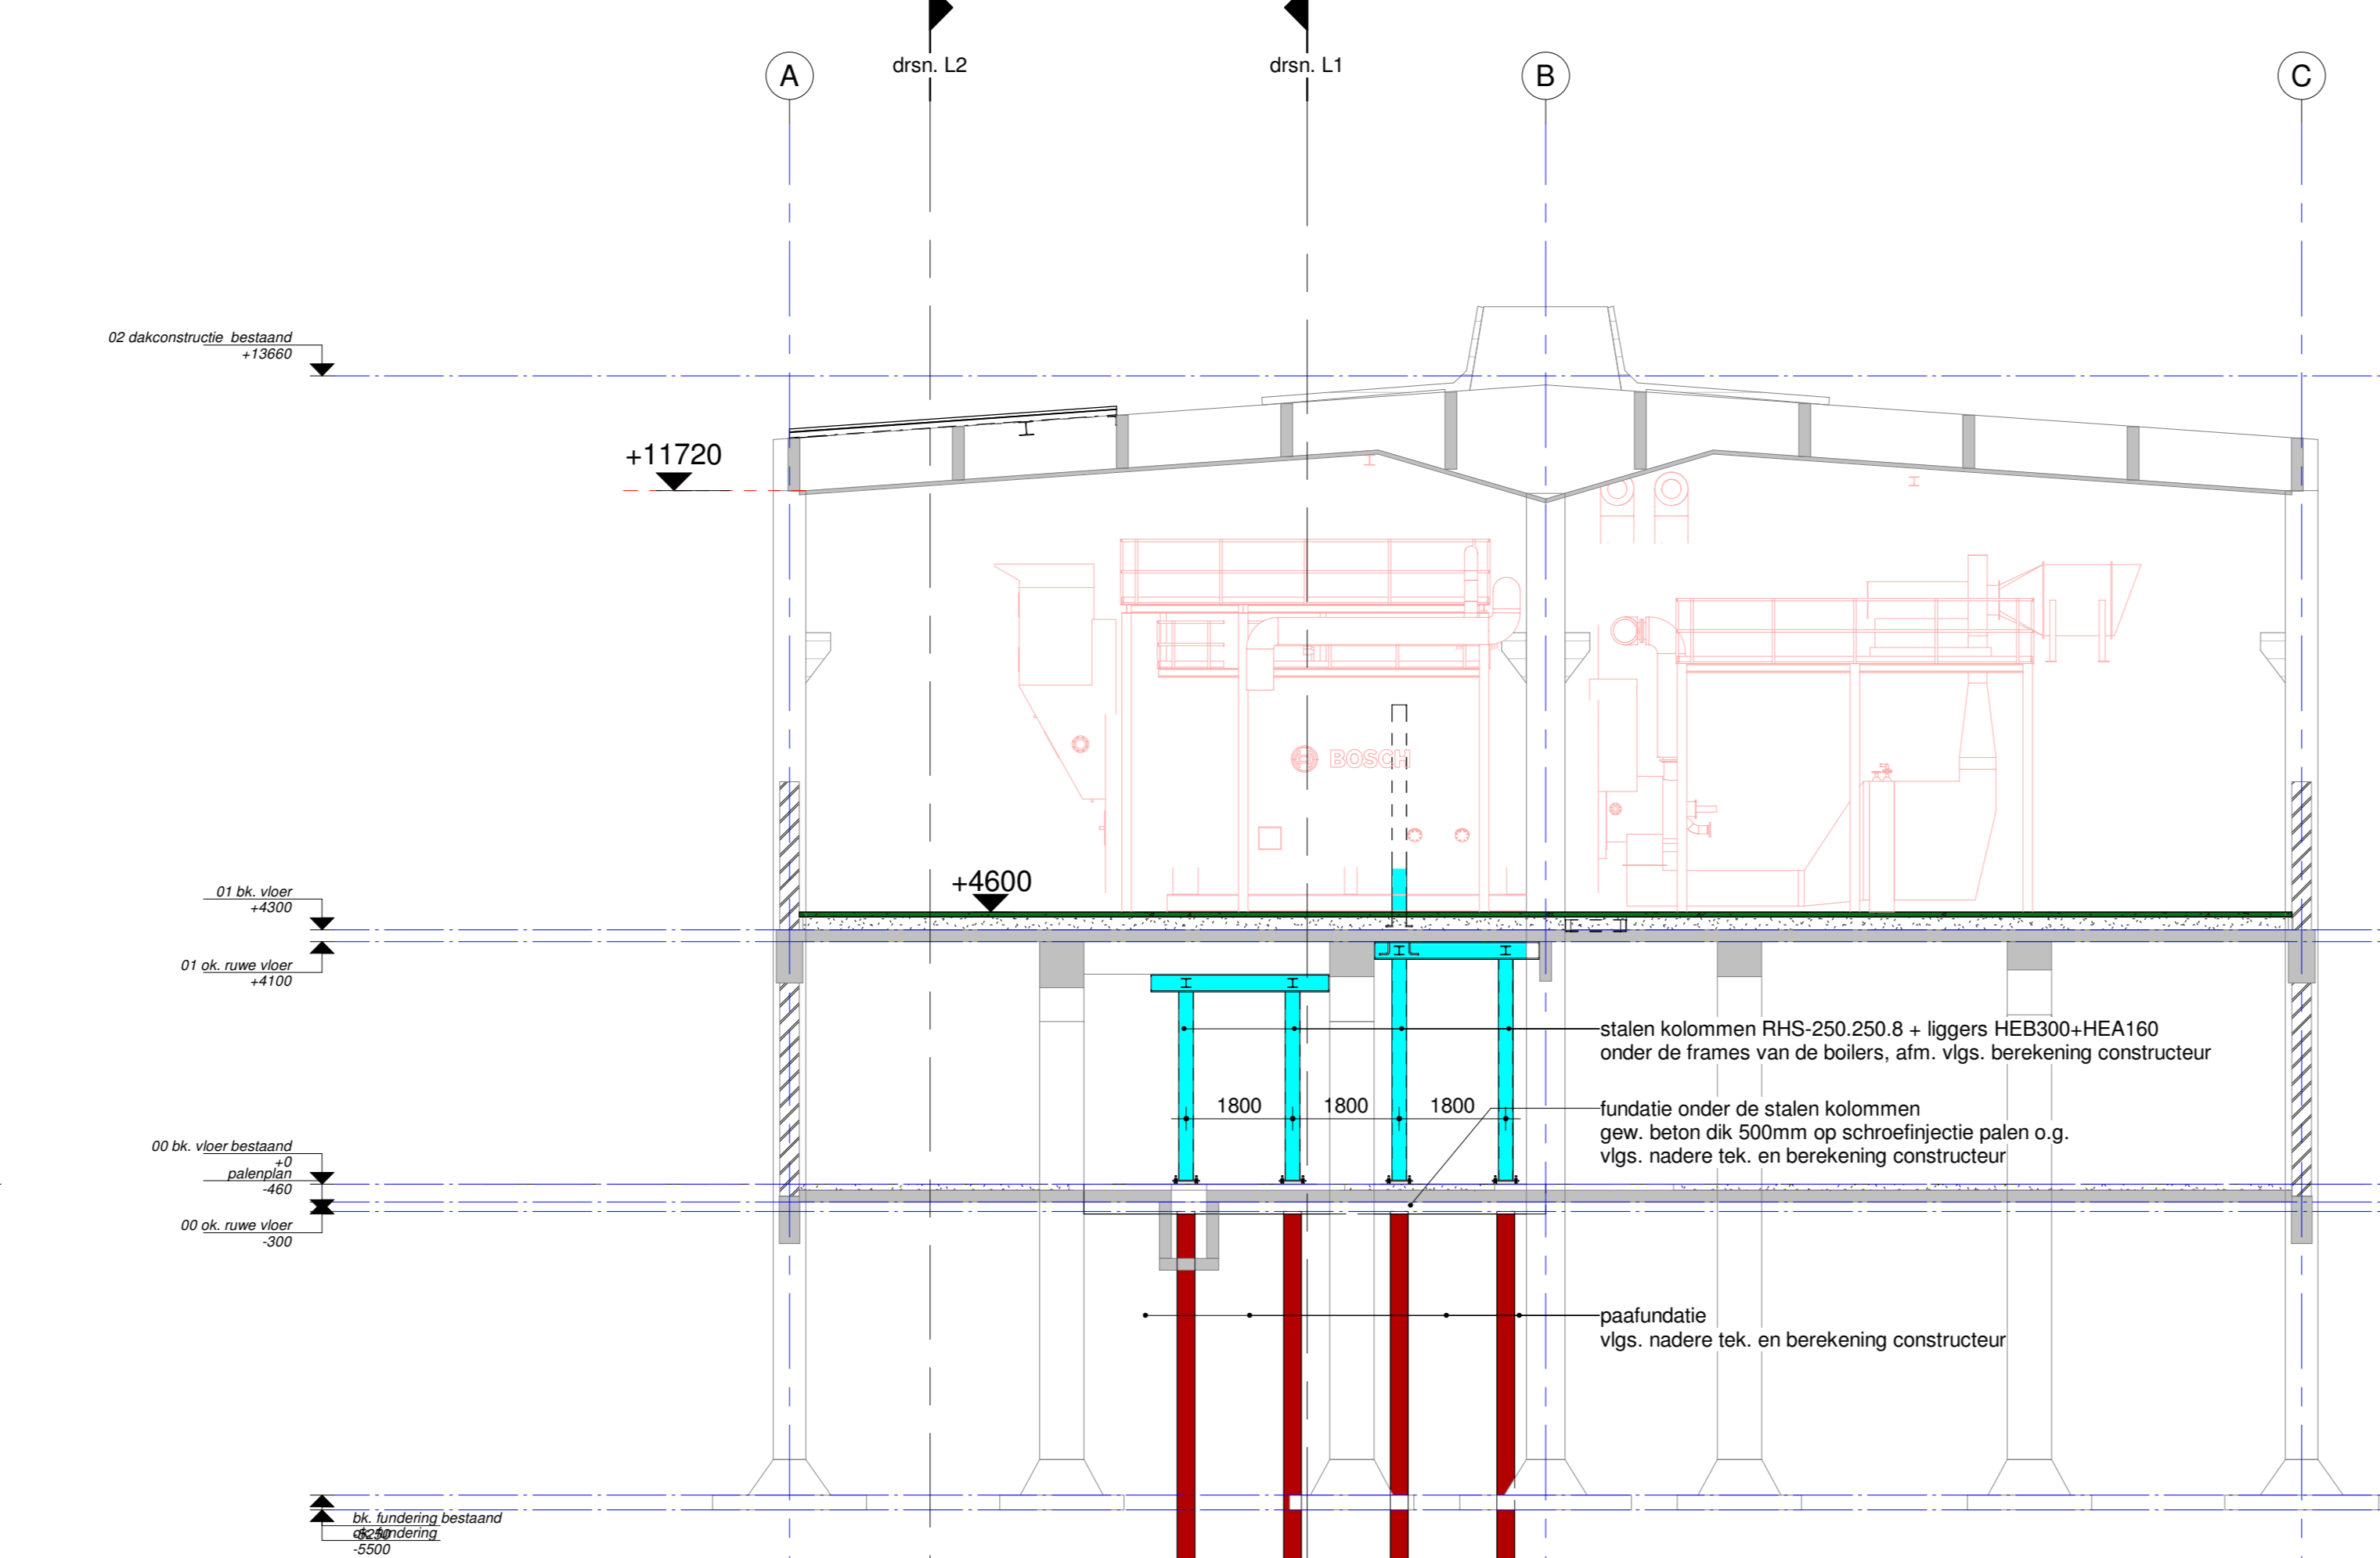 A
drsn. L2
drsn. L1
B
C
02 dakconstructie bestaand
+13660
+11720
BOSCH
01 bk. vloer
+4300
+4600
01 ok. ruwe vloer
+4100
stalen kolommen RHS-250.250.8 + liggers HEB300+HEA160
onder de frames van de boilers, afm. vlgs. berekening constructeur
1800
1800
1800
fundatie onder de stalen kolommen
gew. beton dik 500mm op schroefinjectie palen o.g.
vlgs. nadere tek. en berekening constructeur
00 bk. vloer bestaand
+0
palenplan
-460
00 ok. ruwe vloer
-300
paafundatie
vlgs. nadere tek. en berekening constructeur
bk. fundering bestaand
-5250
ok. fundering
-5500